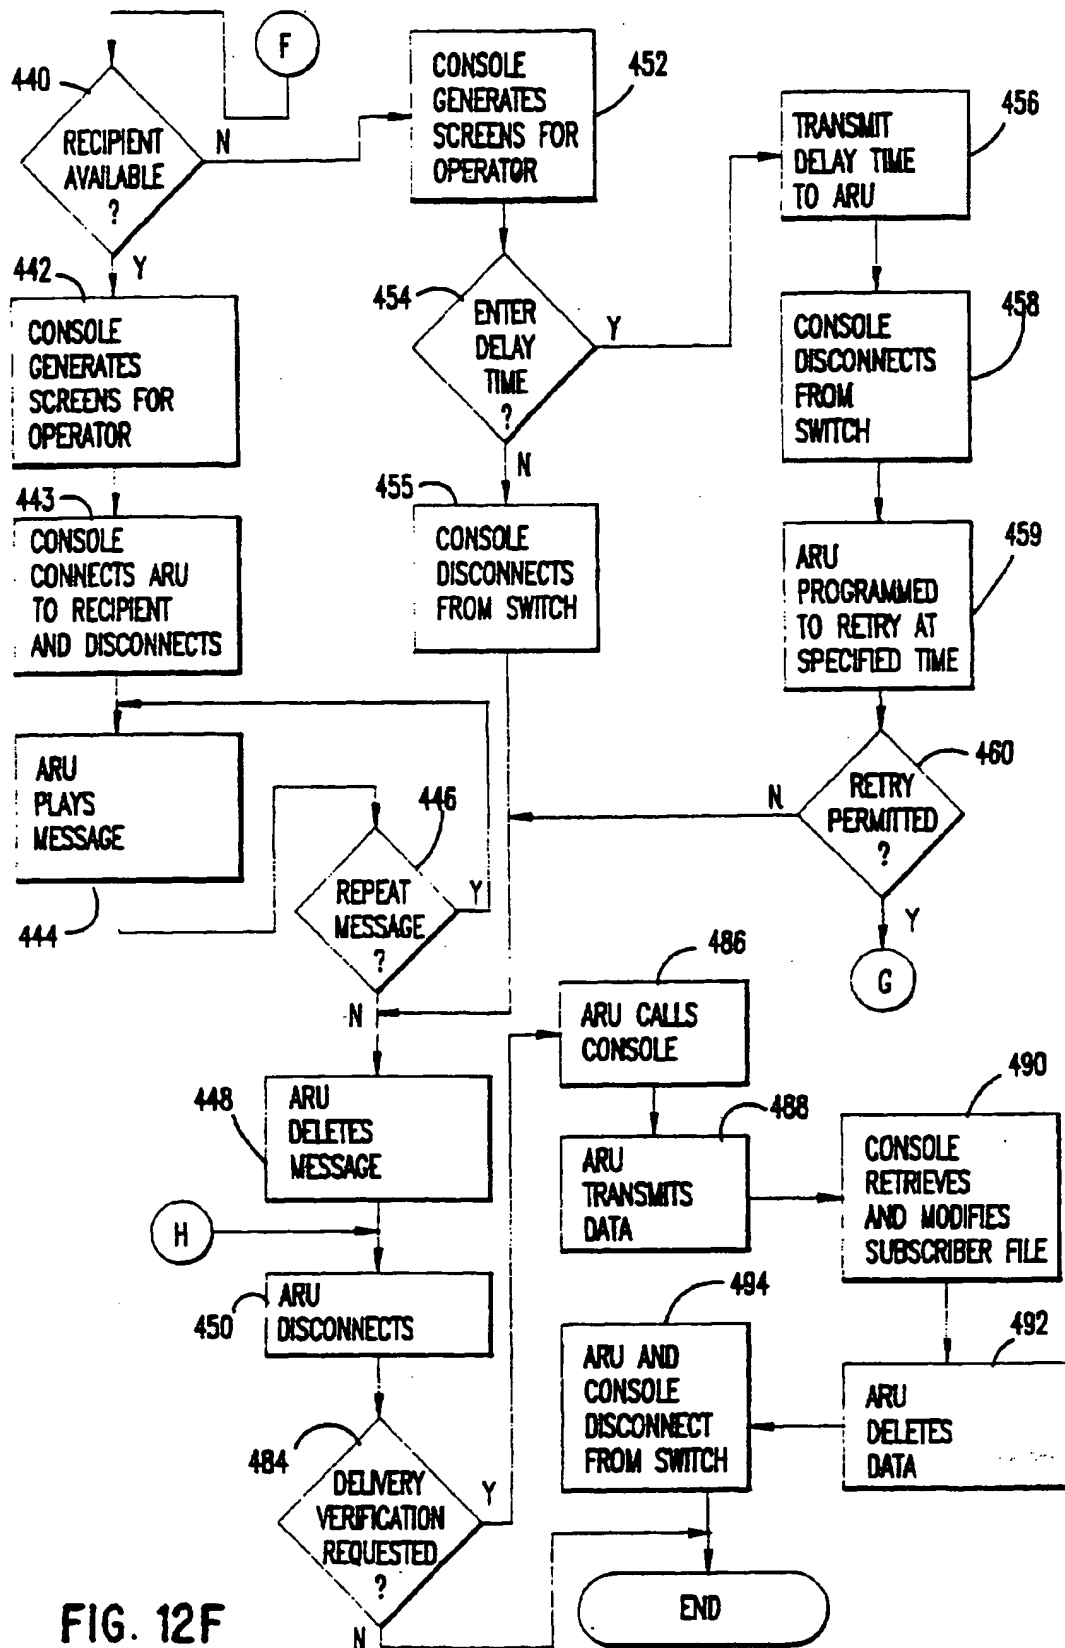 F
440
RECIPIENT
AVAILABLE
?
N
Y
442
CONSOLE
GENERATES
SCREENS FOR
OPERATOR
443
CONSOLE
CONNECTS ARU
TO RECIPIENT
AND DISCONNECTS
ARU
PLAYS
MESSAGE
444
446
REPEAT
MESSAGE
?
Y
N
452
CONSOLE
GENERATES
SCREENS FOR
OPERATOR
454
ENTER
DELAY
TIME
?
Y
N
455
CONSOLE
DISCONNECTS
FROM SWITCH
456
TRANSMIT
DELAY TIME
TO ARU
458
CONSOLE
DISCONNECTS
FROM
SWITCH
459
ARU
PROGRAMMED
TO RETRY AT
SPECIFIED TIME
460
RETRY
PERMITTED
?
N
Y
G
448
ARU
DELETES
MESSAGE
H
450
ARU
DISCONNECTS
484
DELIVERY
VERIFICATION
REQUESTED
?
Y
N
486
ARU CALLS
CONSOLE
488
ARU
TRANSMITS
DATA
490
CONSOLE
RETRIEVES
AND MODIFIES
SUBSCRIBER FILE
492
ARU
DELETES
DATA
494
ARU AND
CONSOLE
DISCONNECT
FROM SWITCH
END
FIG. 12F